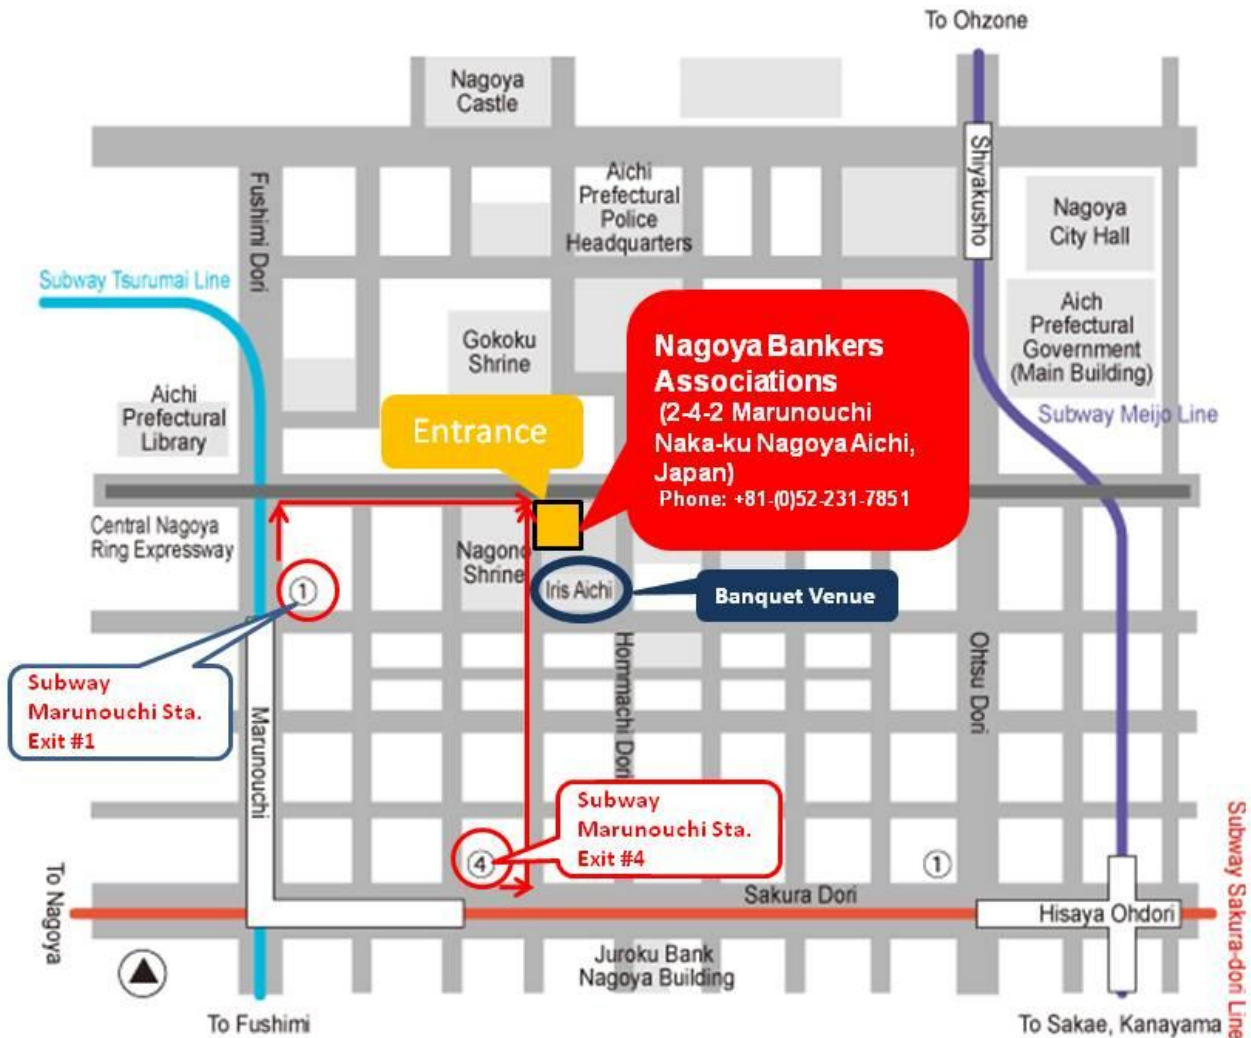 To Ohzone
Nagoya
Castle
Shiyakusho
Aichi
Prefectural
Police
Headquarters
Fushimi Dori
Nagoya
City Hall
Subway Tsurumai Line
Aich
Prefectural
Government
(Main Building)
Gokoku
Shrine
Nagoya Bankers
Associations
(2-4-2 Marunouchi
Naka-ku Nagoya Aichi,
Japan)
Phone: +81-(0)52-231-7851
Aichi
Prefectural
Library
Subway Meijo Line
Entrance
Central Nagoya
Ring Expressway
Nagono
Shrine
1
Iris Aichi
Banquet Venue
Subway
Marunouchi Sta.
Exit #1
Marunouchi
Hommachi Dori
Ohtsu Dori
Subway
Marunouchi Sta.
Exit #4
4
1
To Nagoya
Sakura Dori
Hisaya Ohdori
Subway Sakura-dori Line
Juroku Bank
Nagoya Building
To Fushimi
To Sakae, Kanayama